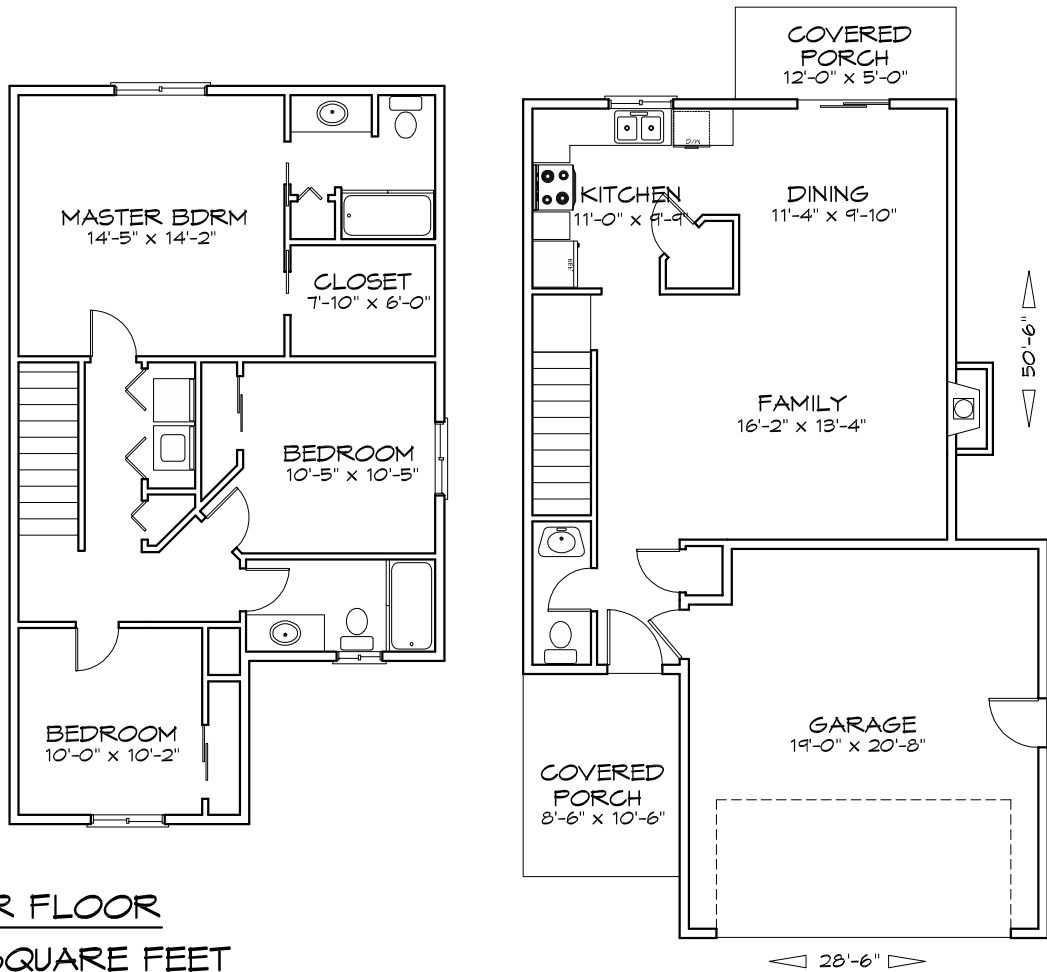 COVERED
PORCH
12'-0" x 5'-0"
MASTER BDRM
14'-5" x 14'-2"
CLOSET
7'-10" x 6'-0"
BEDROOM
10'-5" x 10'-5"
BEDROOM
10'-0" x 10'-2"
R FLOOR
SQUARE FEET
D/W
KITCHEN
11'-0" x 9'-9"
DINING
11'-4" x 9'-10"
REF.
FAMILY
16'-2" x 13'-4"
50'-6"
GARAGE
19'-0" x 20'-8"
COVERED
PORCH
8'-6" x 10'-6"
28'-6"